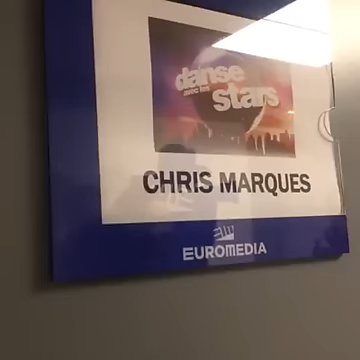 danse
avec les
stars
CHRIS MARQUES
EUROMEDIA